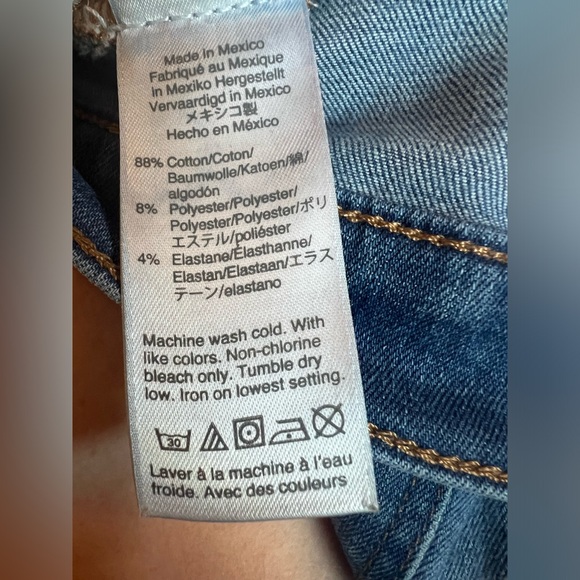 Made in Mexico
Fabriqué au Mexique
in Mexiko Hergestellt
Vervaardigd in Mexico
メキシコ製
Hecho en México
88% Cotton/Coton/
Baumwolle/Katoen/綿/
algodón
8% Polyester/Polyester/
Polyester/Polyester/ポリ
エステル/poliéster
4% Elastane/Élasthanne/
Elastan/Elastaan/エラス
テーン/elastano
Machine wash cold. With
like colors. Non-chlorine
bleach only. Tumble dry
low. Iron on lowest setting.
30
Laver à la machine à l'eau
froide. Avec des couleurs